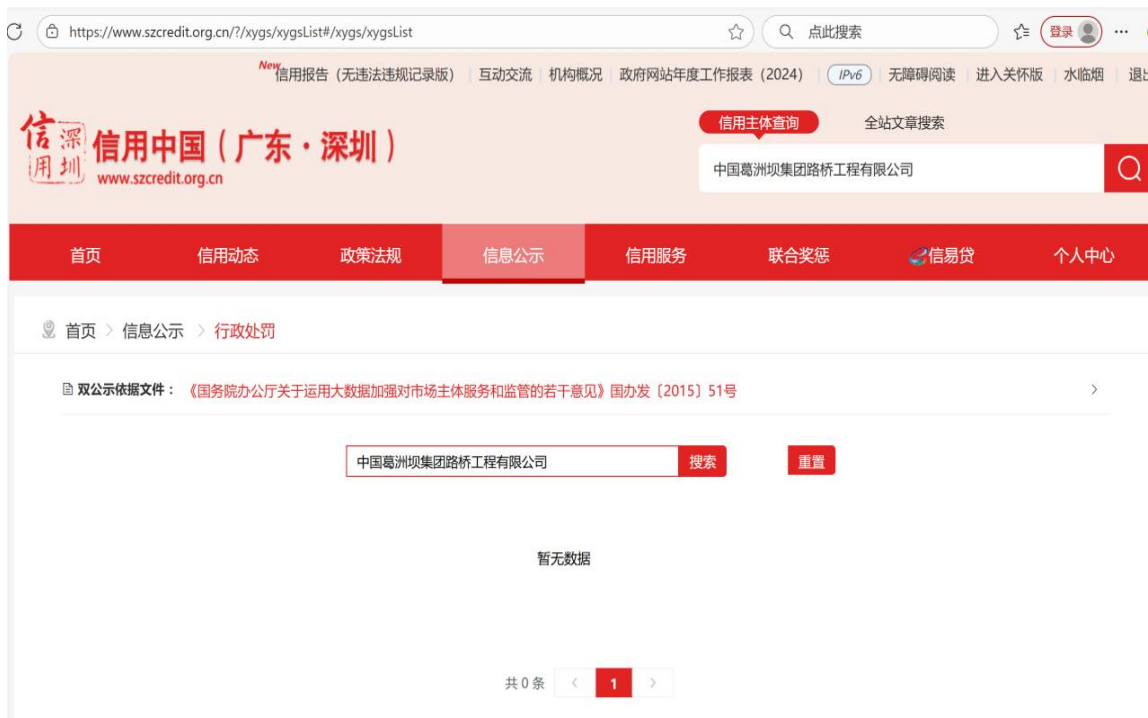 https://www.szcredit.org.cn/?/xygs/xygsList#/xygs/xygsList 点此搜索 登录
New 信用报告（无违法违规记录版） 互动交流 机构概况 政府网站年度工作报表（2024） IPv6 无障碍阅读 进入关怀版 水临烟
信用深圳 信用中国（广东·深圳）
www.szcredit.org.cn
信用主体查询 全站文章搜索
中国葛洲坝集团路桥工程有限公司
首页 信用动态 政策法规 信息公示 信用服务 联合奖惩 信易贷 个人中心
首页 > 信息公示 > 行政处罚
双公示依据文件： 《国务院办公厅关于运用大数据加强对市场主体服务和监管的若干意见》国办发〔2015〕51号
中国葛洲坝集团路桥工程有限公司 搜索 重置
暂无数据
共 0 条 < 1 >